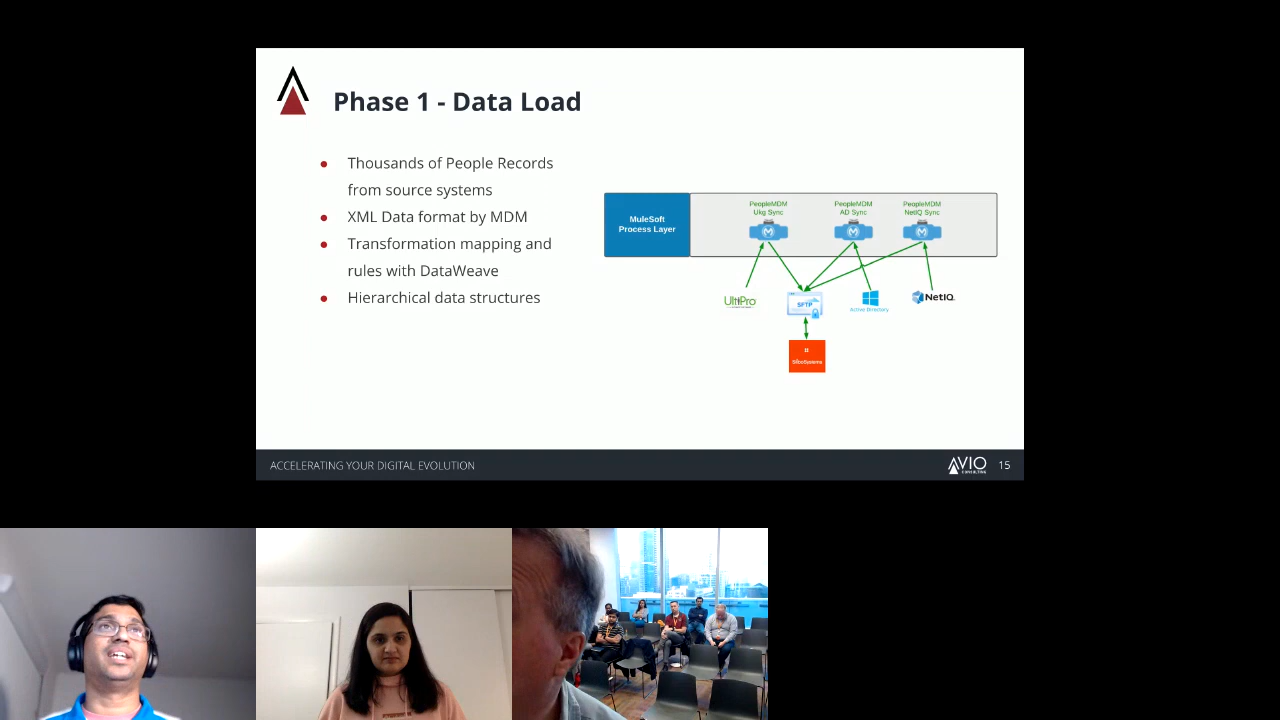 Phase 1 - Data Load
● Thousands of People Records
from source systems
● XML Data format by MDM
● Transformation mapping and
rules with DataWeave
● Hierarchical data structures
MuleSoft
Process Layer
PeopleMDM
Ukg Sync
PeopleMDM
AD Sync
PeopleMDM
NetIQ Sync
UltiPro
SFTP
Active Directory
NetIQ.
StiboSystems
ACCELERATING YOUR DIGITAL EVOLUTION
AVIO
CONSULTING
15